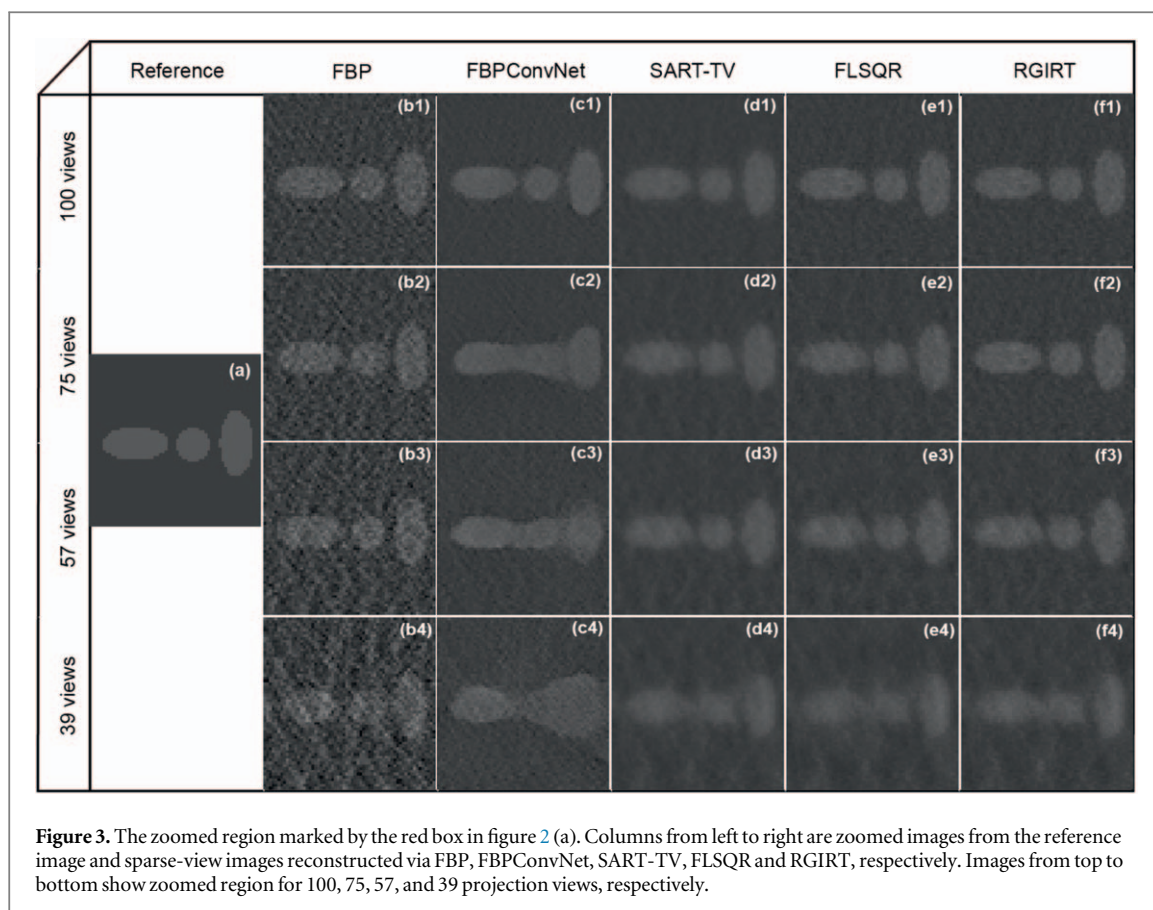 Reference FBP FBPConvNet SART-TV FLSQR RGIRT
100 views
(b1) (c1) (d1) (e1) (f1)
75 views
(b2) (c2) (d2) (e2) (f2)
(a)
57 views
(b3) (c3) (d3) (e3) (f3)
39 views
(b4) (c4) (d4) (e4) (f4)
Figure 3. The zoomed region marked by the red box in figure 2 (a). Columns from left to right are zoomed images from the reference
image and sparse-view images reconstructed via FBP, FBPConvNet, SART-TV, FLSQR and RGIRT, respectively. Images from top to
bottom show zoomed region for 100, 75, 57, and 39 projection views, respectively.